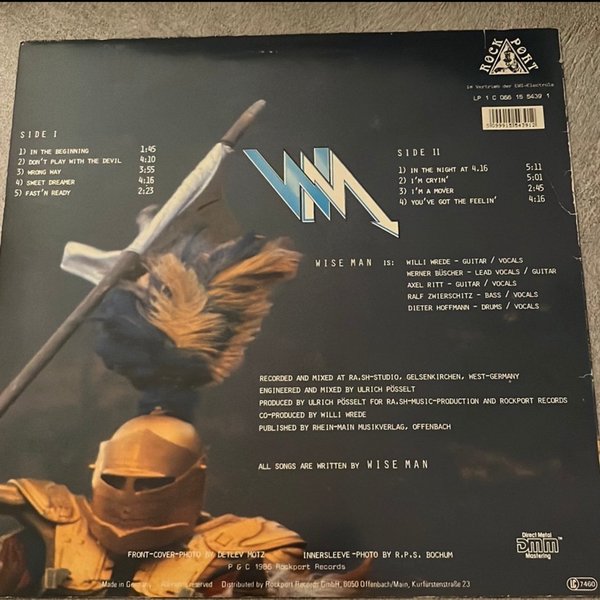 ROCK PORT
im Vertrieb der EMI-Electrola
LP 1 C 066 15 8439 1
SIDE I
1) IN THE BEGINNING 1:45
2) DON'T PLAY WITH THE DEVIL 4:10
3) WRONG WAY 3:55
4) SWEET DREAMER 4:16
5) FAST'N READY 2:23
WM
SIDE II
1) IN THE NIGHT AT 4.16 5:11
2) I'M CRYIN' 5:01
3) I'M A MOVER 2:45
4) YOU'VE GOT THE FEELIN' 4:16
WISE MAN IS: WILLI WREDE - GUITAR / VOCALS
WERNER BÜSCHER - LEAD VOCALS / GUITAR
AXEL RITT - GUITAR / VOCALS
RALF ZWIERSCHITZ - BASS / VOCALS
DIETER HOFFMANN - DRUMS / VOCALS
RECORDED AND MIXED AT RA.SH-STUDIO, GELSENKIRCHEN, WEST-GERMANY
ENGINEERED AND MIXED BY ULRICH PÖSSELT
PRODUCED BY ULRICH PÖSSELT FOR RA.SH-MUSIC-PRODUCTION AND ROCKPORT RECORDS
CO-PRODUCED BY WILLI WREDE
PUBLISHED BY RHEIN-MAIN MUSIKVERLAG, OFFENBACH
ALL SONGS ARE WRITTEN BY WISE MAN
FRONT-COVER-PHOTO BY DETLEV MOTZ INNERSLEEVE-PHOTO BY R.P.S. BOCHUM
P & C 1986 Rockport Records
Made in Germany All rights reserved Distributed by Rockport Records GmbH, 6050 Offenbach/Main, Kurfürstenstraße 23
Direct Metal
DMM
Mastering
LC 7460